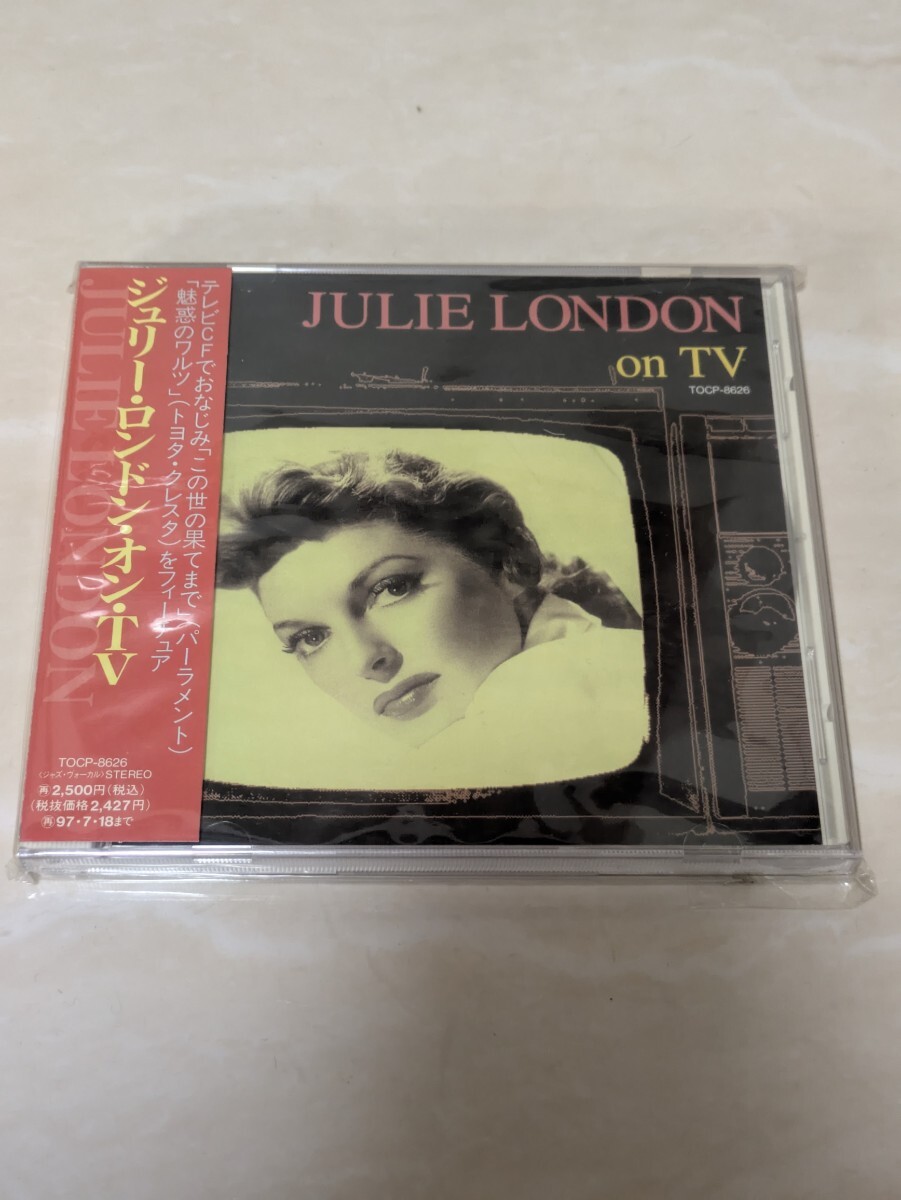 JULIE LONDON
on TV
TOCP-8626
テレビCFでおなじみ「この世の果てまで」(パーラメント)
「魅惑のワルツ」(トヨタ・クレスタ)をフィーチュア
ジュリー・ロンドン・オン・TV
JULIE LONDON
TOCP-8626
〈ジャズ・ヴォーカル〉STEREO
再2,500円(税込)
(税抜価格2,427円)
再97・7・18まで